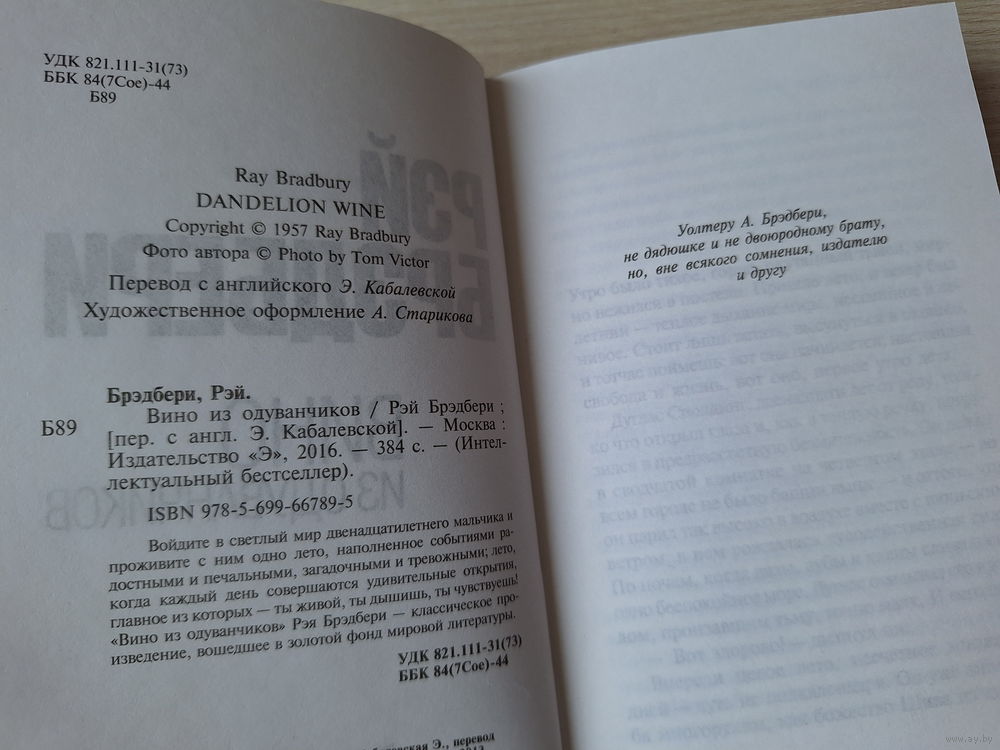 УДК 821.111-31(73)
ББК 84(7Сое)-44
Б89
Ray Bradbury
DANDELION WINE
Copyright © 1957 Ray Bradbury
Фото автора © Photo by Tom Victor
Перевод с английского Э. Кабалевской
Художественное оформление А. Старикова
Брэдбери, Рэй.
Б89 Вино из одуванчиков / Рэй Брэдбери ;
[пер. с англ. Э. Кабалевской]. — Москва :
Издательство «Э», 2016. — 384 с. — (Интел-
лектуальный бестселлер).
ISBN 978-5-699-66789-5
Войдите в светлый мир двенадцатилетнего мальчика и
проживите с ним одно лето, наполненное событиями ра-
достными и печальными, загадочными и тревожными; лето,
когда каждый день совершаются удивительные открытия,
главное из которых — ты живой, ты дышишь, ты чувствуешь!
«Вино из одуванчиков» Рэя Брэдбери — классическое про-
изведение, вошедшее в золотой фонд мировой литературы.
УДК 821.111-31(73)
ББК 84(7Сое)-44
Э., перевод
Уолтеру А. Брэдбери,
не дядюшке и не двоюродному брату,
но, вне всякого сомнения, издателю
и другу
www.ay.by